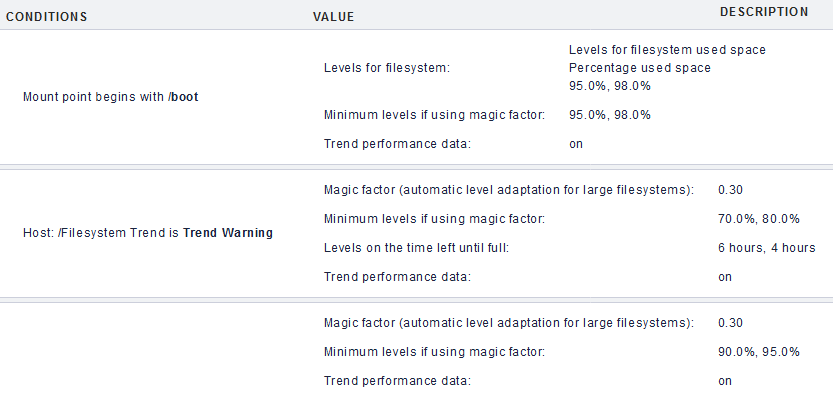 CONDITIONS VALUE DESCRIPTION
Mount point begins with /boot
Levels for filesystem:
Levels for filesystem used space
Percentage used space
95.0%, 98.0%
Minimum levels if using magic factor: 95.0%, 98.0%
Trend performance data: on
Host: /Filesystem Trend is Trend Warning
Magic factor (automatic level adaptation for large filesystems): 0.30
Minimum levels if using magic factor: 70.0%, 80.0%
Levels on the time left until full: 6 hours, 4 hours
Trend performance data: on
Magic factor (automatic level adaptation for large filesystems): 0.30
Minimum levels if using magic factor: 90.0%, 95.0%
Trend performance data: on